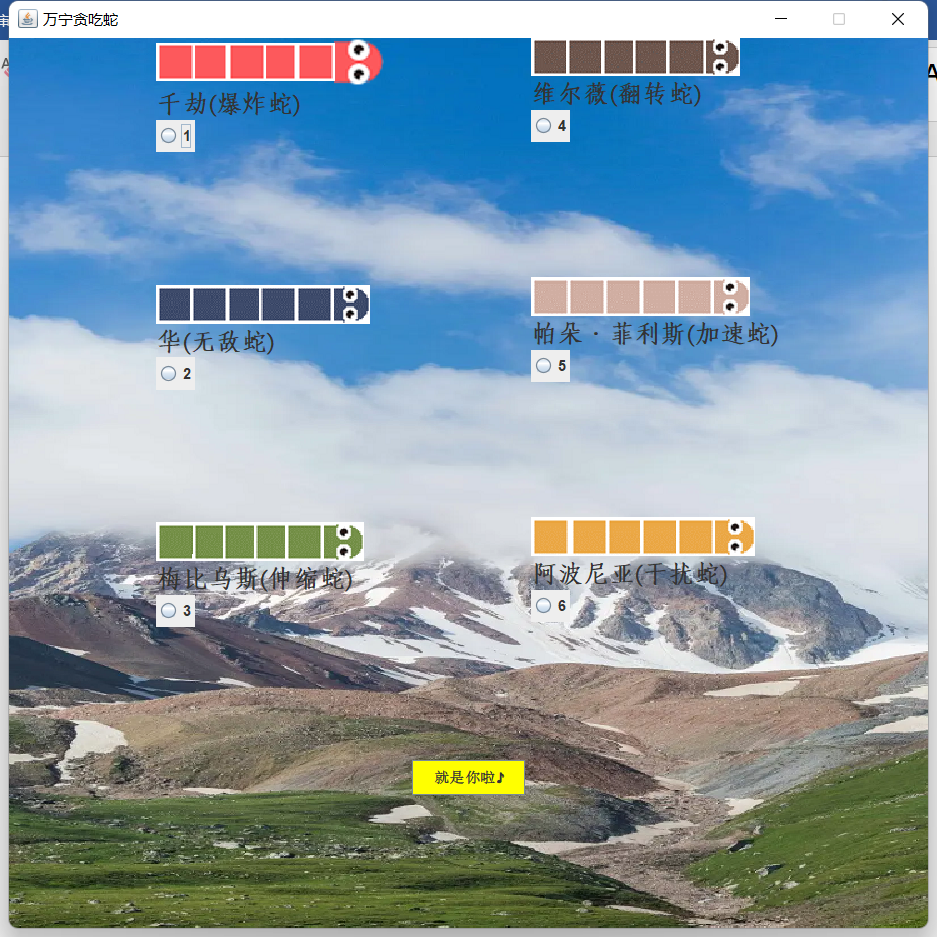 万宁贪吃蛇
千劫(爆炸蛇)
1
维尔薇(翻转蛇)
4
华(无敌蛇)
2
帕朵·菲利斯(加速蛇)
5
梅比乌斯(伸缩蛇)
3
阿波尼亚(干扰蛇)
6
就是你啦♪